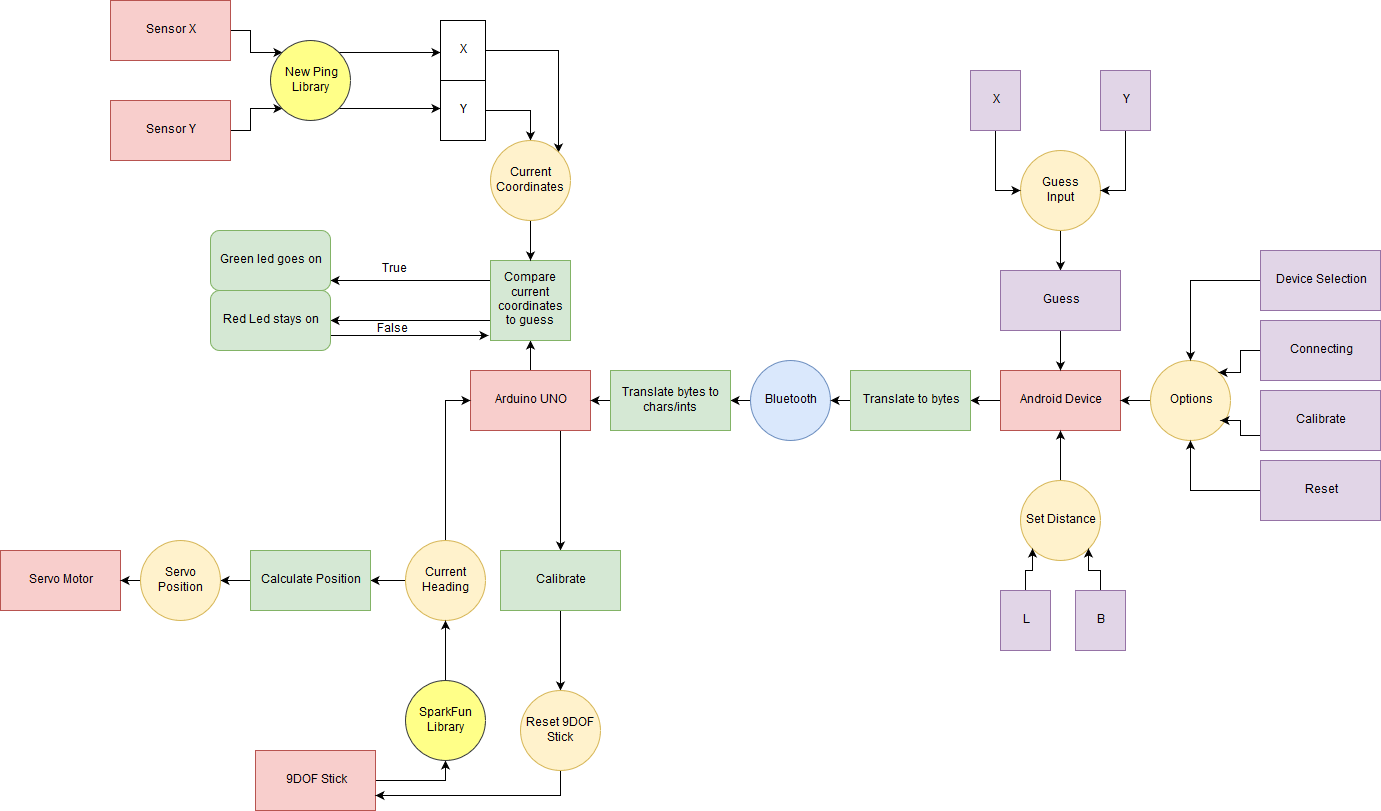 Sensor X
New Ping
Library
Sensor Y
X
Y
Current
Coordinates
Green led goes on
True
Red Led stays on
False
Compare
current
coordinates
to guess
X
Y
Guess
Input
Guess
Device Selection
Connecting
Calibrate
Reset
Options
Android Device
Translate to bytes
Bluetooth
Translate bytes to
chars/ints
Arduino UNO
Set Distance
L
B
Servo Motor
Servo
Position
Calculate Position
Current
Heading
Calibrate
SparkFun
Library
Reset 9DOF
Stick
9DOF Stick